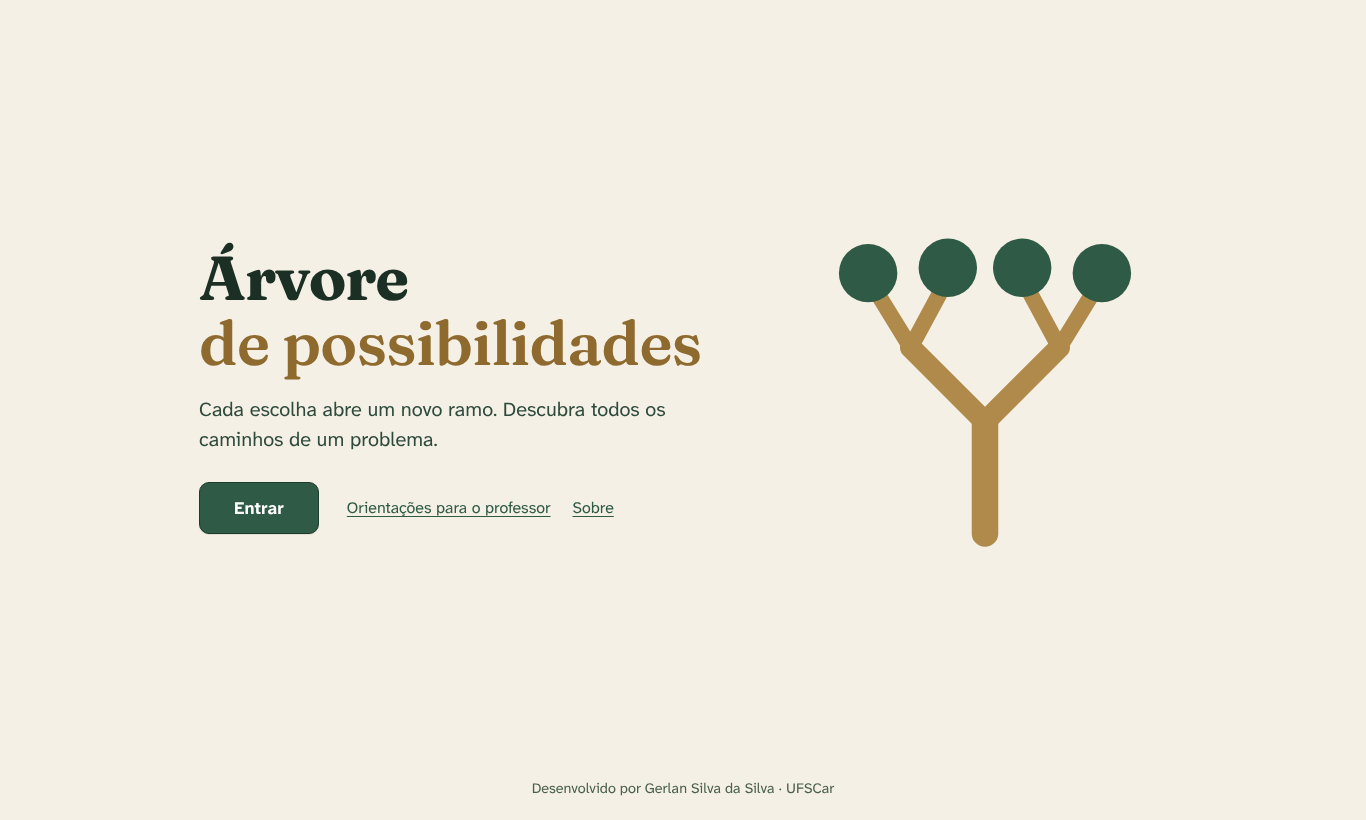 Árvore
de possibilidades
Cada escolha abre um novo ramo. Descubra todos os
caminhos de um problema.
Entrar
Orientações para o professor
Sobre
Desenvolvido por Gerlan Silva da Silva · UFSCar